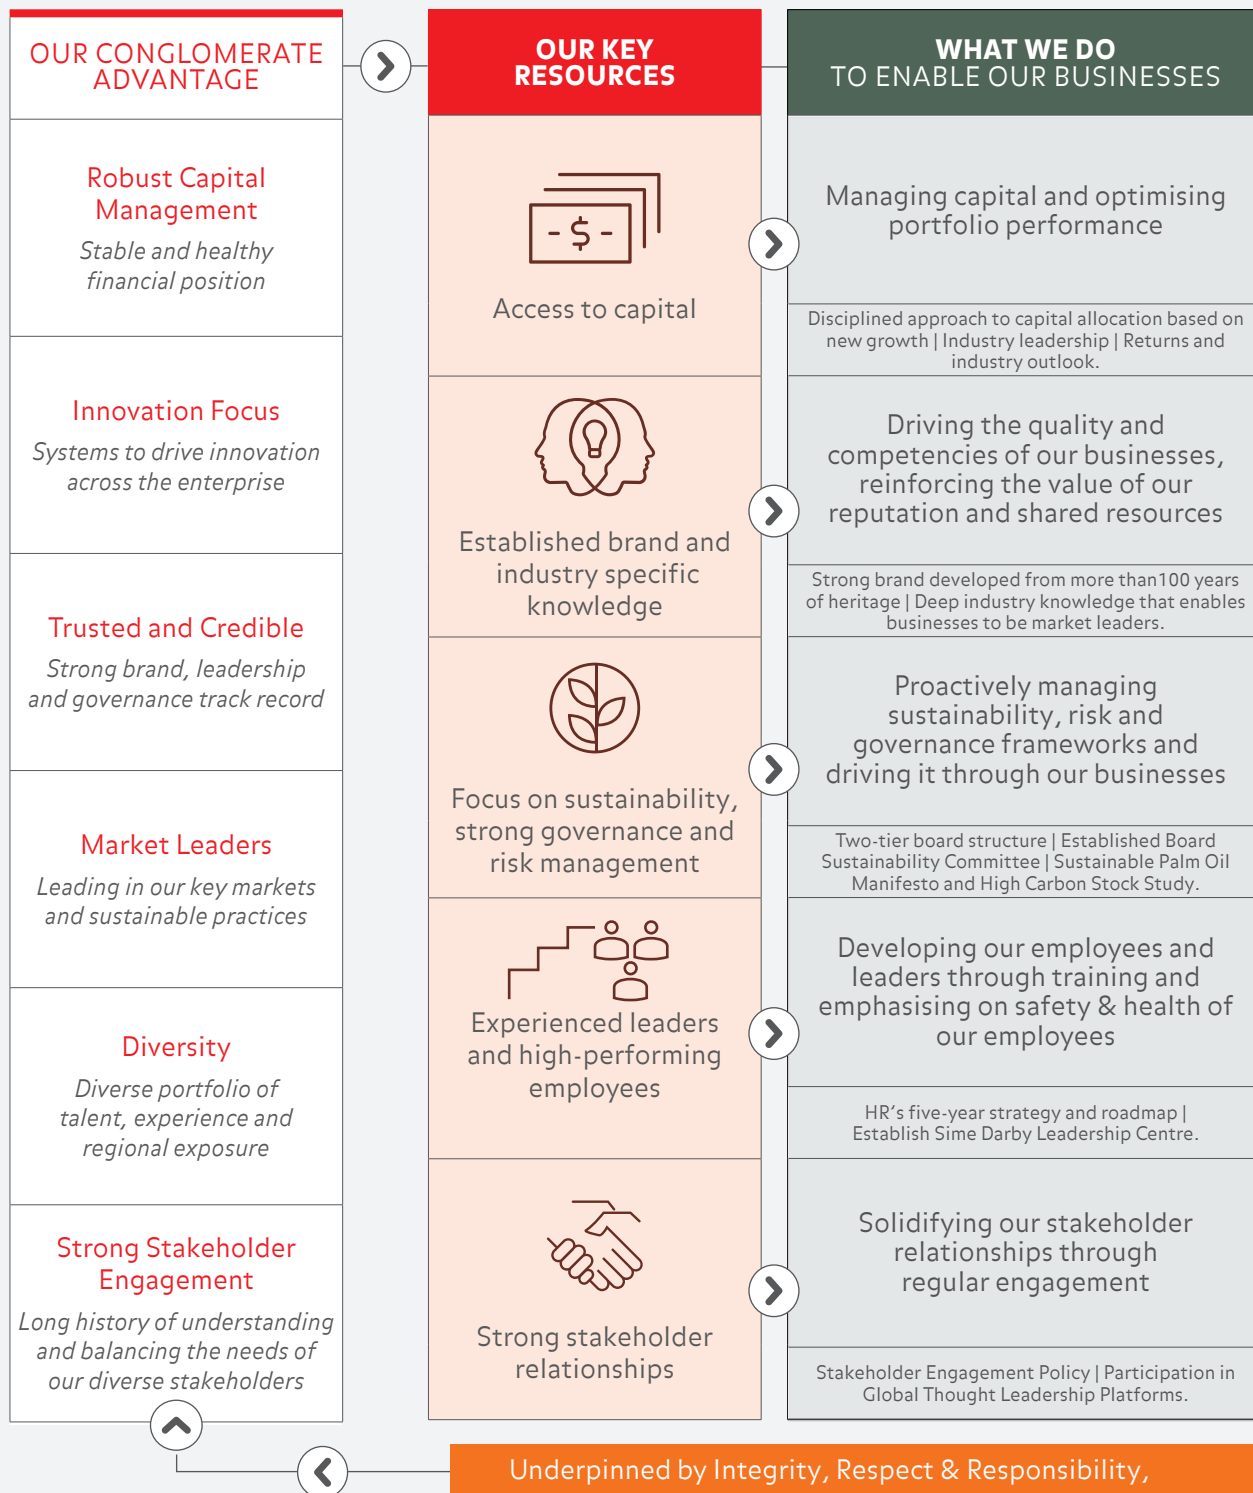 OUR CONGLOMERATE
ADVANTAGE
Robust Capital
Management
Stable and healthy
financial position
Innovation Focus
Systems to drive innovation
across the enterprise
Trusted and Credible
Strong brand, leadership
and governance track record
Market Leaders
Leading in our key markets
and sustainable practices
Diversity
Diverse portfolio of
talent, experience and
regional exposure
Strong Stakeholder
Engagement
Long history of understanding
and balancing the needs of
our diverse stakeholders
OUR KEY
RESOURCES
- $ -
Access to capital
Established brand and
industry specific
knowledge
Focus on sustainability,
strong governance and
risk management
Experienced leaders
and high-performing
employees
Strong stakeholder
relationships
WHAT WE DO
TO ENABLE OUR BUSINESSES
Managing capital and optimising
portfolio performance
Disciplined approach to capital allocation based on
new growth | Industry leadership | Returns and
industry outlook.
Driving the quality and
competencies of our businesses,
reinforcing the value of our
reputation and shared resources
Strong brand developed from more than100 years
of heritage | Deep industry knowledge that enables
businesses to be market leaders.
Proactively managing
sustainability, risk and
governance frameworks and
driving it through our businesses
Two-tier board structure | Established Board
Sustainability Committee | Sustainable Palm Oil
Manifesto and High Carbon Stock Study.
Developing our employees and
leaders through training and
emphasising on safety & health of
our employees
HR's five-year strategy and roadmap |
Establish Sime Darby Leadership Centre.
Solidifying our stakeholder
relationships through
regular engagement
Stakeholder Engagement Policy | Participation in
Global Thought Leadership Platforms.
Underpinned by Integrity, Respect & Responsibility,